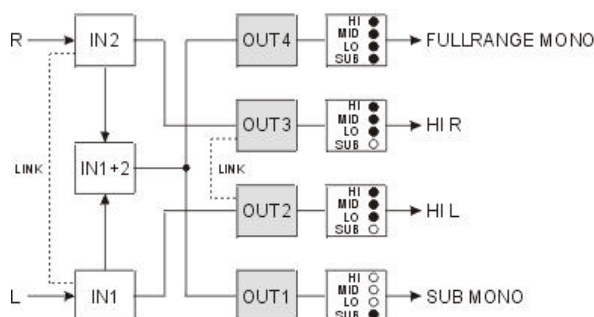 R IN2 OUT4 HI MID LO SUB FULLRANGE MONO
OUT3 HI MID LO SUB HI R
LINK IN1+2 LINK
OUT2 HI MID LO SUB HI L
L IN1 OUT1 HI MID LO SUB SUB MONO